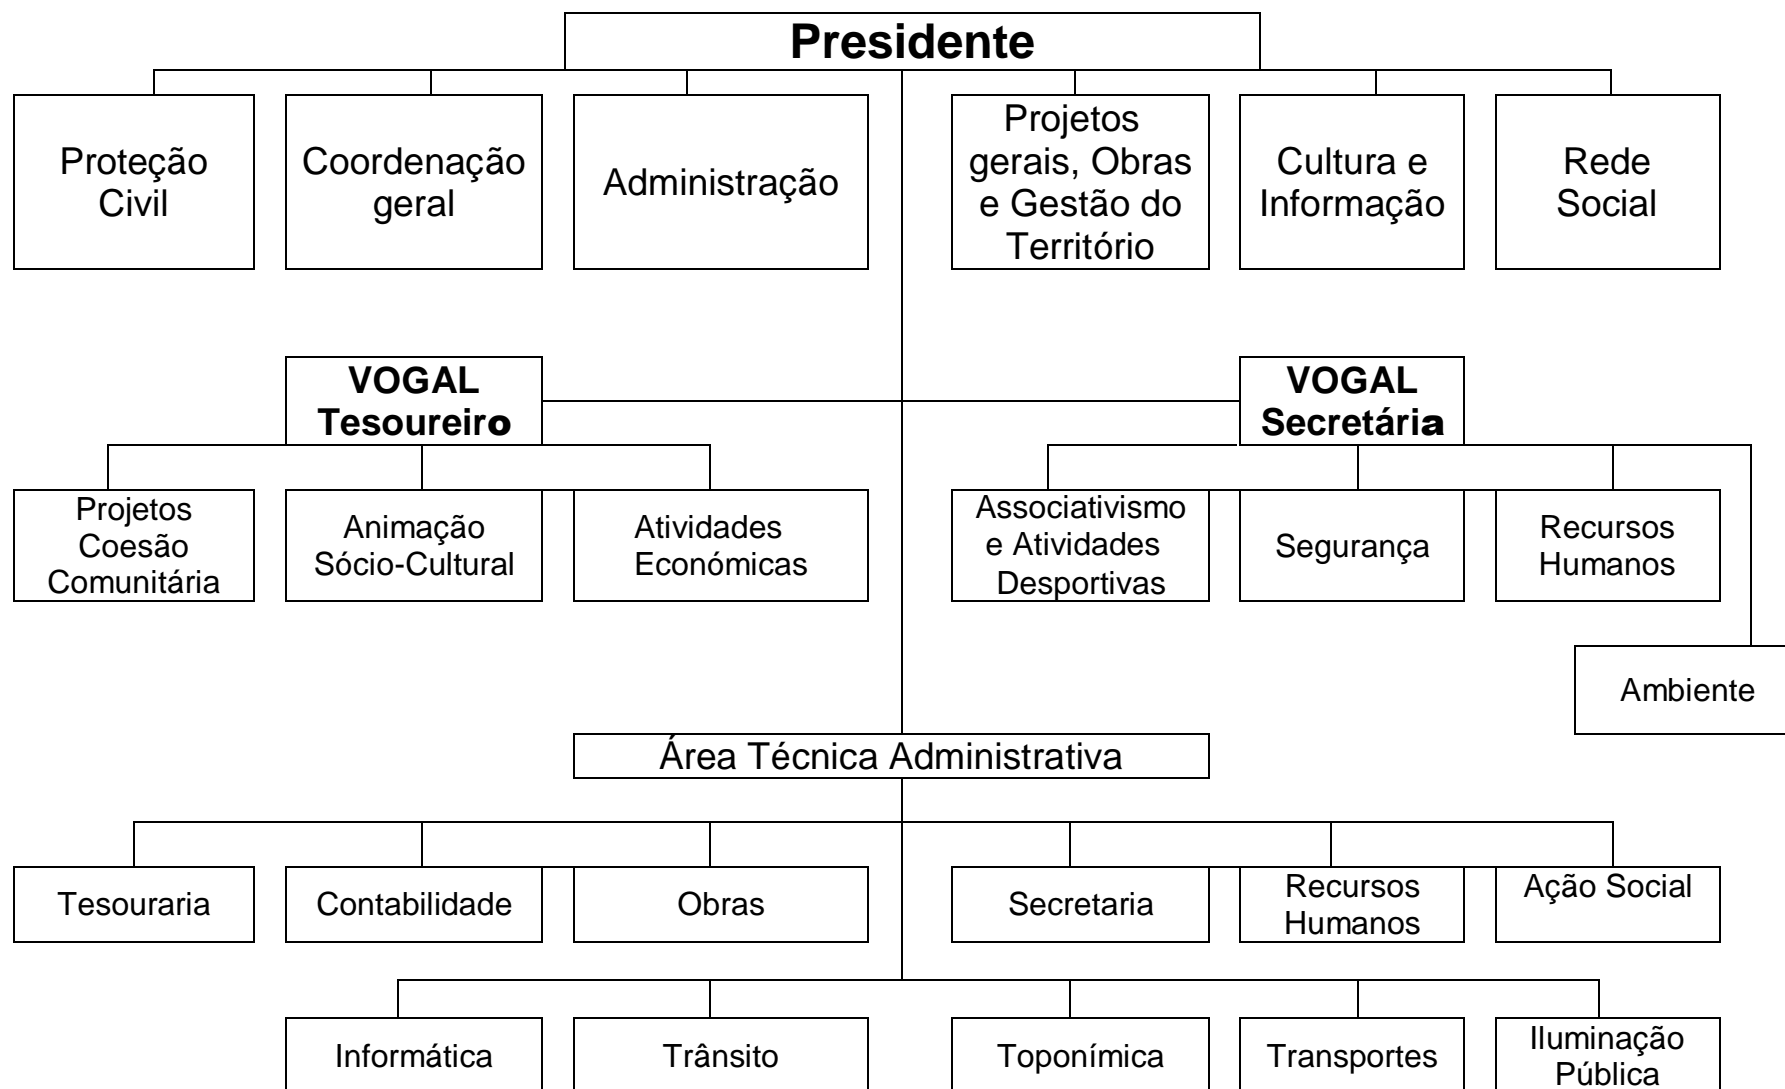 Presidente
Proteção
Civil
Coordenação
geral
Administração
Projetos
gerais, Obras
e Gestão do
Território
Cultura e
Informação
Rede
Social
VOGAL
Tesoureiro
VOGAL
Secretária
Projetos
Coesão
Comunitária
Animação
Sócio-Cultural
Atividades
Económicas
Associativismo
e Atividades
Desportivas
Segurança
Recursos
Humanos
Ambiente
Área Técnica Administrativa
Tesouraria
Contabilidade
Obras
Secretaria
Recursos
Humanos
Ação Social
Informática
Trânsito
Toponímica
Transportes
Iluminação
Pública